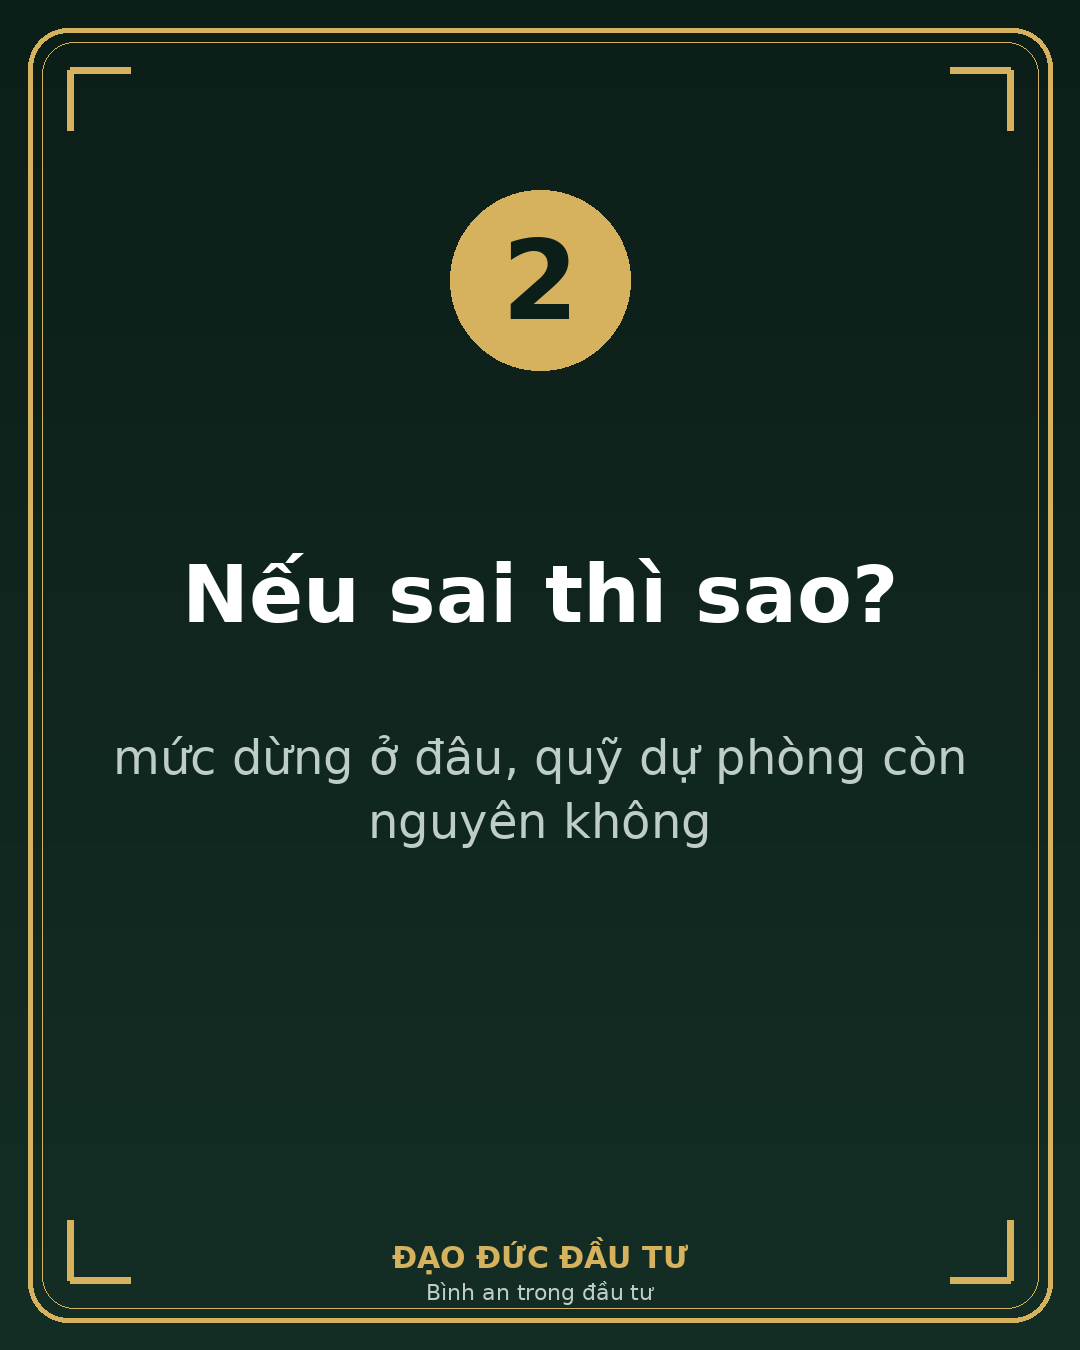 2
Nếu sai thì sao?
mức dừng ở đâu, quỹ dự phòng còn
nguyên không
ĐẠO ĐỨC ĐẦU TƯ
Bình an trong đầu tư